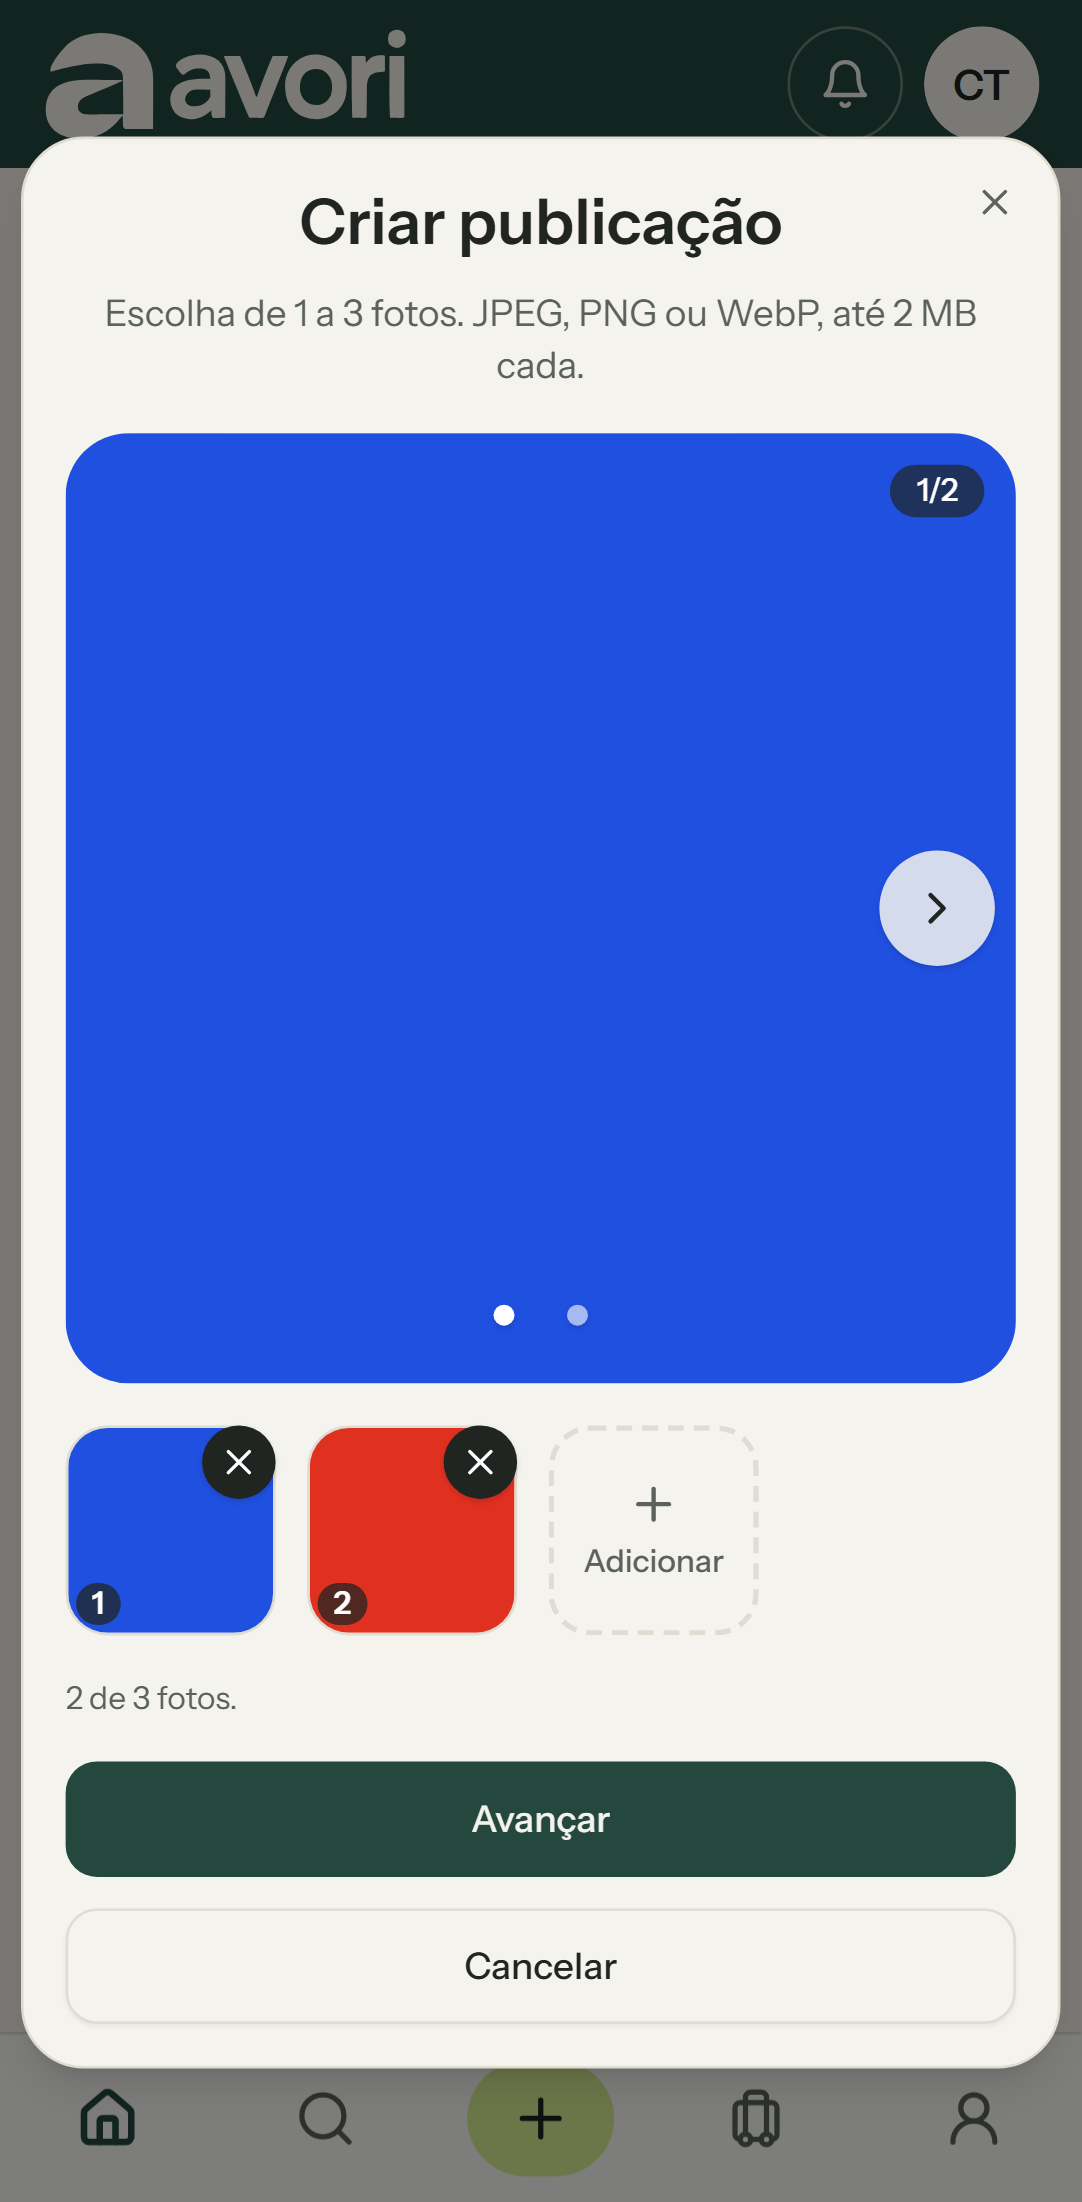 avori
CT
Criar publicação
Escolha de 1 a 3 fotos. JPEG, PNG ou WebP, até 2 MB
cada.
1/2
1
2
Adicionar
2 de 3 fotos.
Avançar
Cancelar